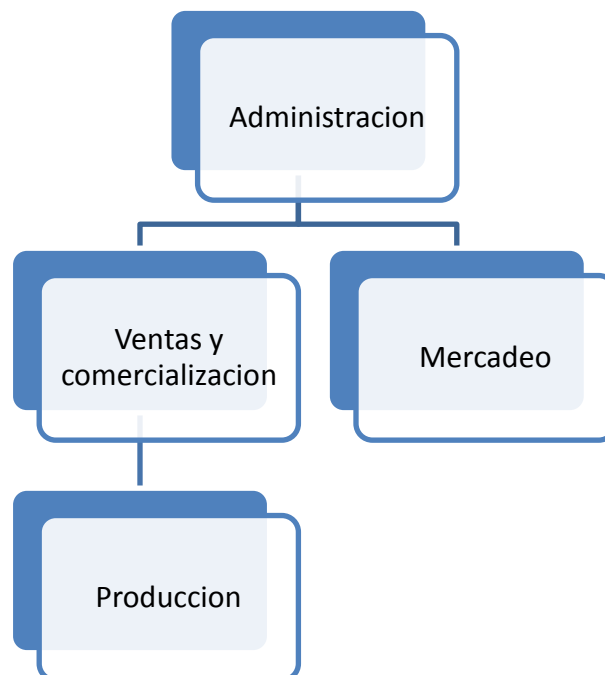 Administracion
Ventas y
comercializacion
Mercadeo
Produccion